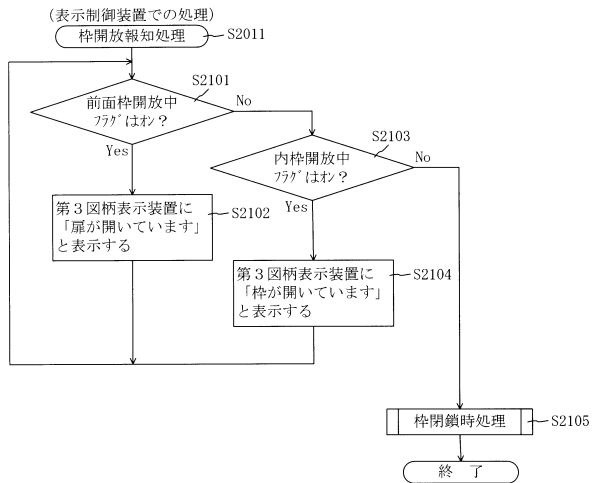 (表示制御装置での処理)
枠開放報知処理
S2011
S2101
前面枠開放中
ﾌﾗｸﾞはｵﾝ?
No
Yes
S2103
内枠開放中
ﾌﾗｸﾞはｵﾝ?
No
Yes
第3図柄表示装置に
「扉が開いています」
と表示する
S2102
第3図柄表示装置に
「枠が開いています」
と表示する
S2104
枠閉鎖時処理
S2105
終 了